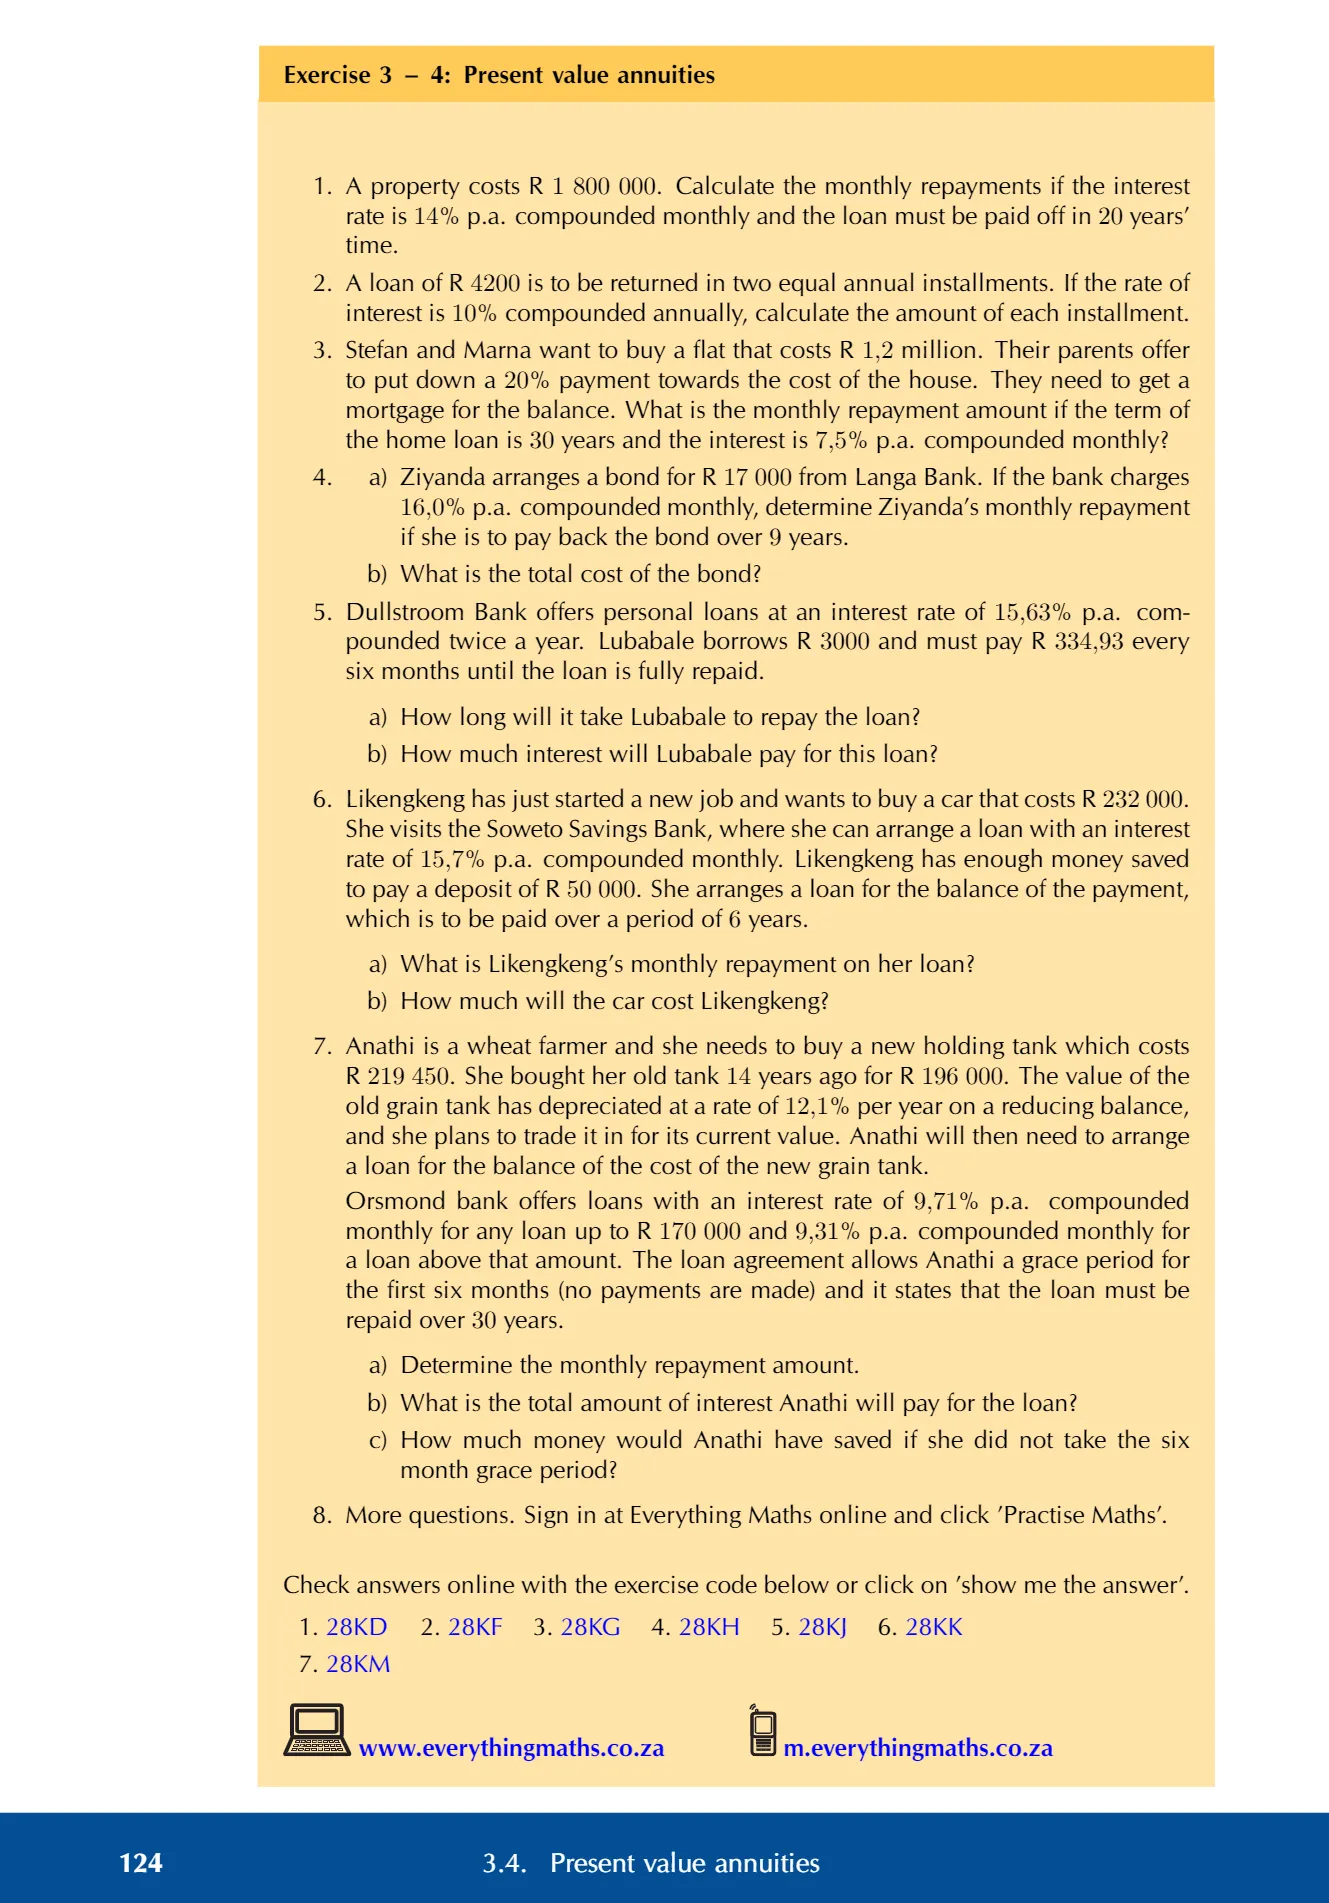 Exercise 3 – 4: Present value annuities
1. A property costs R 1 800 000. Calculate the monthly repayments if the interest
rate is 14% p.a. compounded monthly and the loan must be paid off in 20 years’
time.
2. A loan of R 4200 is to be returned in two equal annual installments. If the rate of
interest is 10% compounded annually, calculate the amount of each installment.
3. Stefan and Marna want to buy a flat that costs R 1,2 million. Their parents offer
to put down a 20% payment towards the cost of the house. They need to get a
mortgage for the balance. What is the monthly repayment amount if the term of
the home loan is 30 years and the interest is 7,5% p.a. compounded monthly?
4. a) Ziyanda arranges a bond for R 17 000 from Langa Bank. If the bank charges
16,0% p.a. compounded monthly, determine Ziyanda’s monthly repayment
if she is to pay back the bond over 9 years.
b) What is the total cost of the bond?
5. Dullstroom Bank offers personal loans at an interest rate of 15,63% p.a. com-
pounded twice a year. Lubabale borrows R 3000 and must pay R 334,93 every
six months until the loan is fully repaid.
a) How long will it take Lubabale to repay the loan?
b) How much interest will Lubabale pay for this loan?
6. Likengkeng has just started a new job and wants to buy a car that costs R 232 000.
She visits the Soweto Savings Bank, where she can arrange a loan with an interest
rate of 15,7% p.a. compounded monthly. Likengkeng has enough money saved
to pay a deposit of R 50 000. She arranges a loan for the balance of the payment,
which is to be paid over a period of 6 years.
a) What is Likengkeng’s monthly repayment on her loan?
b) How much will the car cost Likengkeng?
7. Anathi is a wheat farmer and she needs to buy a new holding tank which costs
R 219 450. She bought her old tank 14 years ago for R 196 000. The value of the
old grain tank has depreciated at a rate of 12,1% per year on a reducing balance,
and she plans to trade it in for its current value. Anathi will then need to arrange
a loan for the balance of the cost of the new grain tank.
Orsmond bank offers loans with an interest rate of 9,71% p.a. compounded
monthly for any loan up to R 170 000 and 9,31% p.a. compounded monthly for
a loan above that amount. The loan agreement allows Anathi a grace period for
the first six months (no payments are made) and it states that the loan must be
repaid over 30 years.
a) Determine the monthly repayment amount.
b) What is the total amount of interest Anathi will pay for the loan?
c) How much money would Anathi have saved if she did not take the six
month grace period?
8. More questions. Sign in at Everything Maths online and click ’Practise Maths’.
Check answers online with the exercise code below or click on ’show me the answer’.
1. 28KD 2. 28KF 3. 28KG 4. 28KH 5. 28KJ 6. 28KK
7. 28KM
www.everythingmaths.co.za m.everythingmaths.co.za
124 3.4. Present value annuities